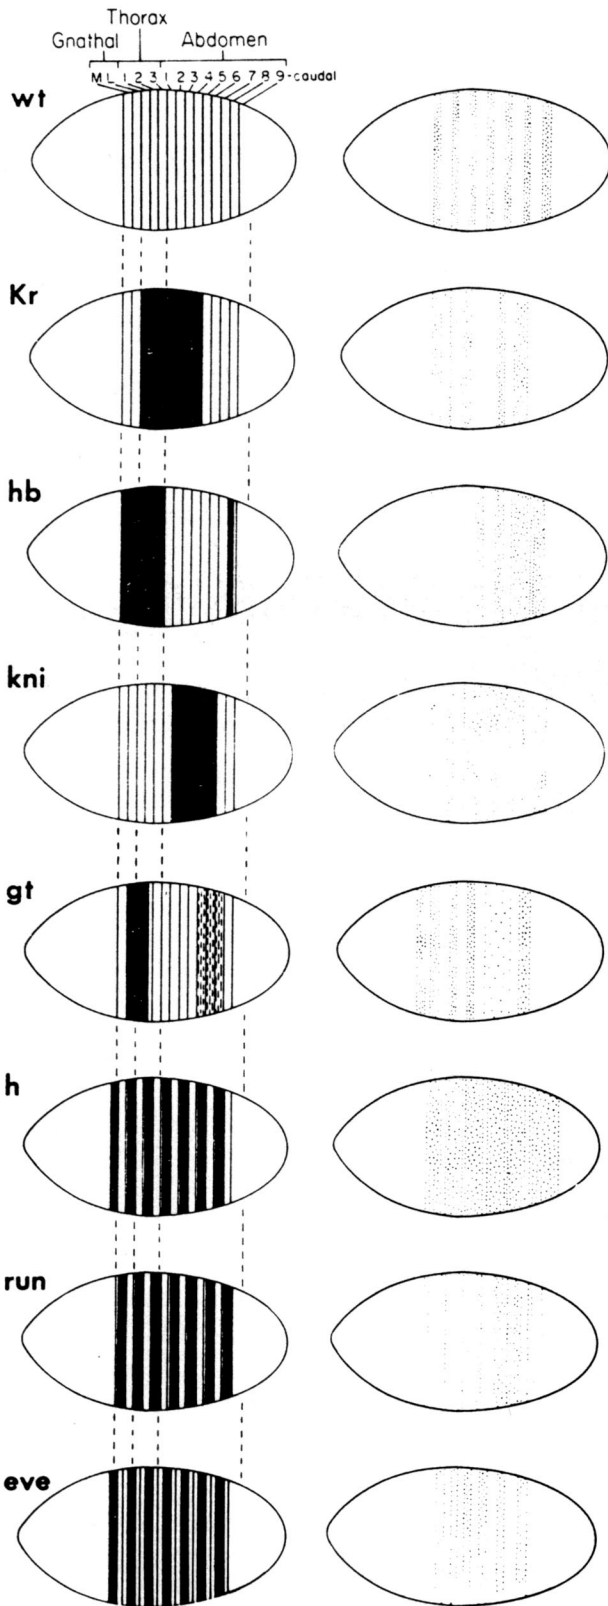 Thorax
Gnathal Abdomen
M L 1 2 3 1 2 3 4 5 6 7 8 9-caudal
wt
Kr
hb
kni
gt
h
run
eve